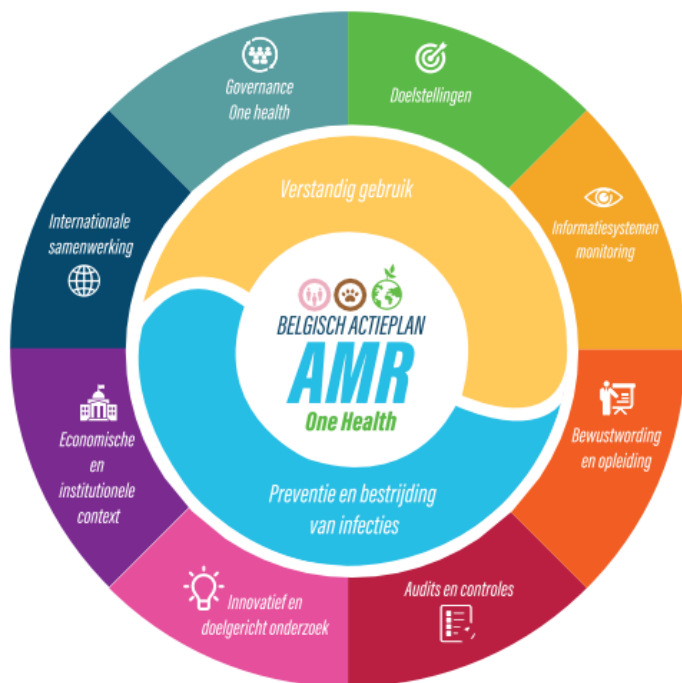 Governance
One health
Doelstellingen
Informatiesystemen
monitoring
Bewustwording
en opleiding
Audits en controles
Innovatief en
doelgericht onderzoek
Economische
en
institutionele
context
Internationale
samenwerking
Verstandig gebruik
BELGISCH ACTIEPLAN
AMR
One Health
Preventie en bestrijding
van infecties